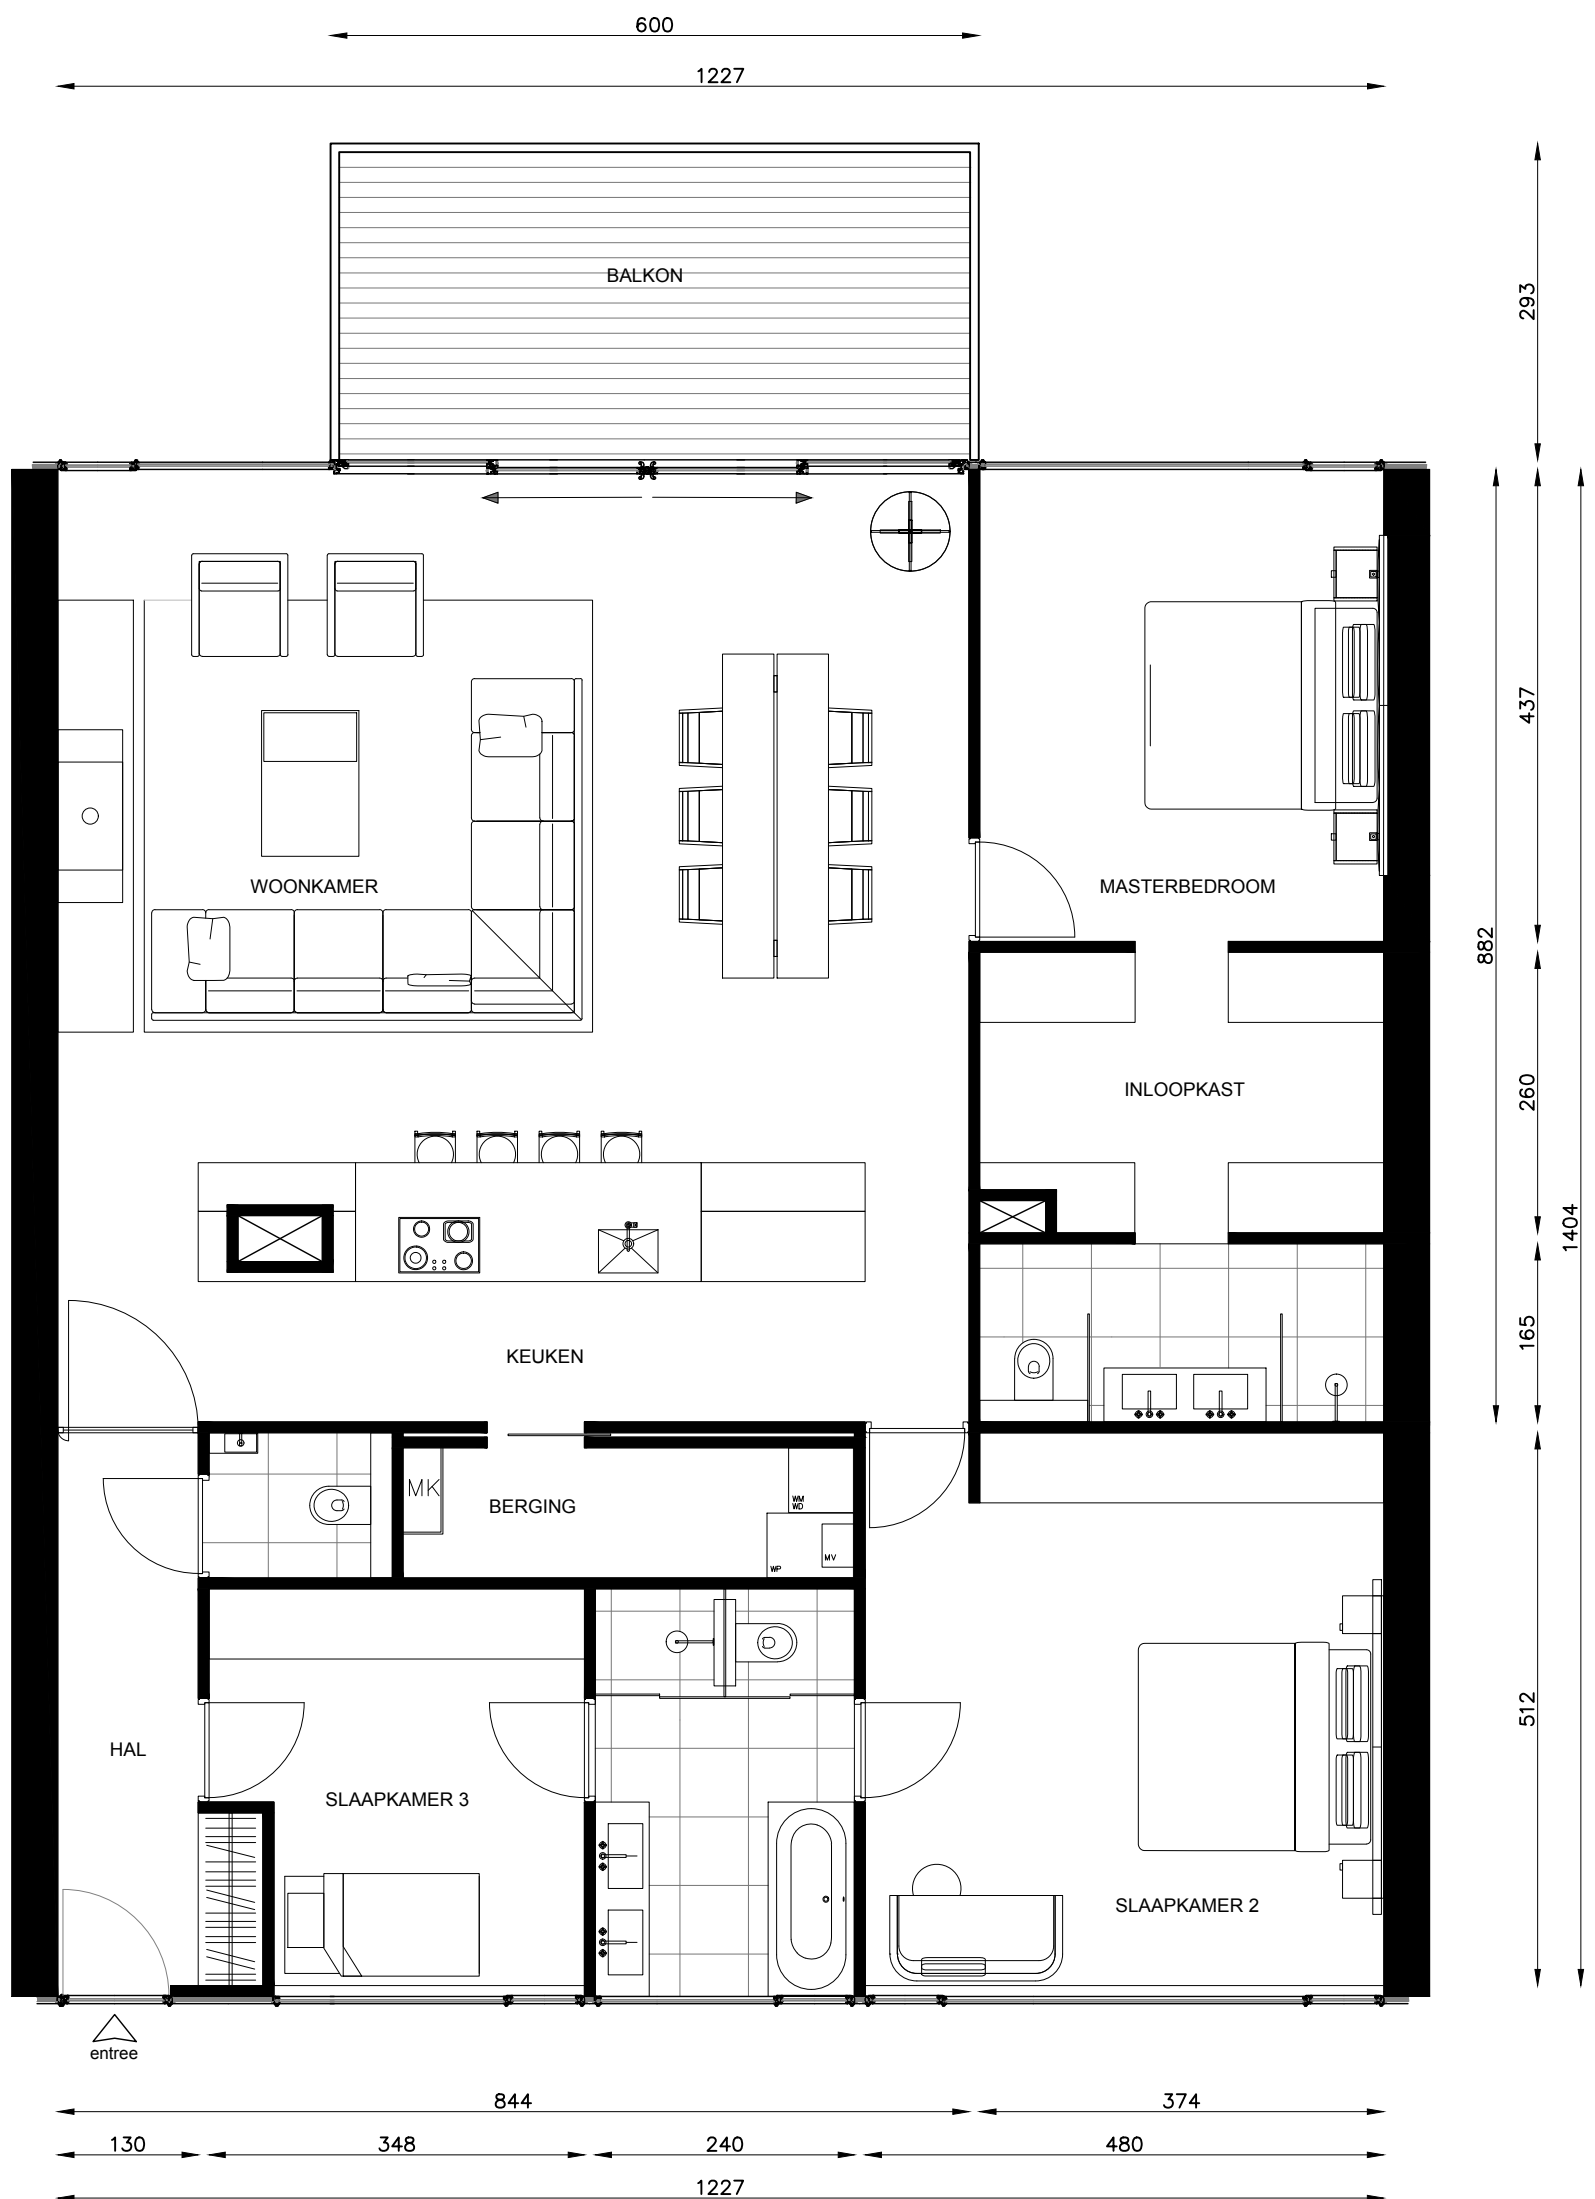 600
1227
BALKON
293
437
WOONKAMER
MASTERBEDROOM
882
INLOOPKAST
260
1404
165
KEUKEN
MK
BERGING
WM
WD
MV
WP
512
HAL
SLAAPKAMER 3
SLAAPKAMER 2
entree
844
374
130
348
240
480
1227